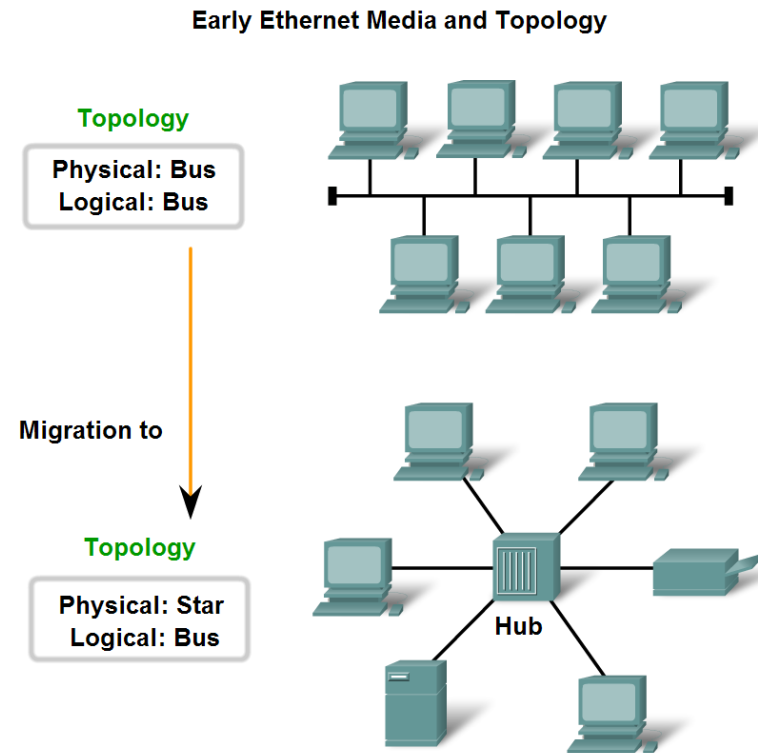 Early Ethernet Media and Topology
Topology
Physical: Bus
Logical: Bus
Migration to
Topology
Physical: Star
Logical: Bus
Hub